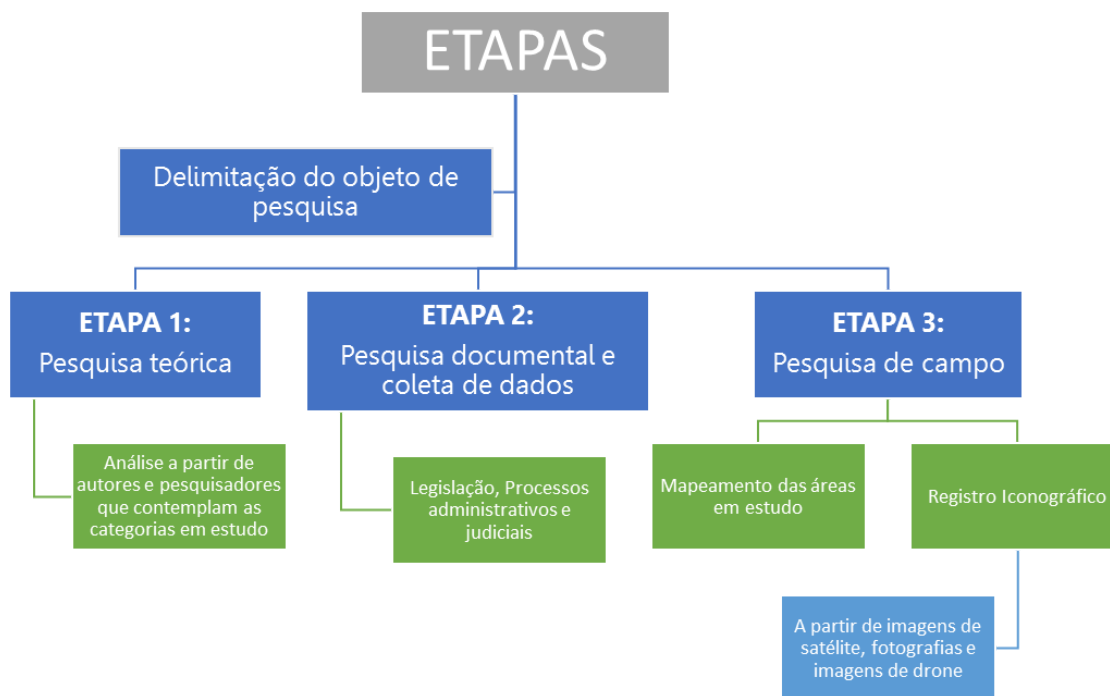 ETAPAS
Delimitação do objeto de
pesquisa
ETAPA 1:
Pesquisa teórica
ETAPA 2:
Pesquisa documental e
coleta de dados
ETAPA 3:
Pesquisa de campo
Análise a partir de
autores e pesquisadores
que contemplam as
categorias em estudo
Legislação, Processos
administrativos e
judiciais
Mapeamento das áreas
em estudo
Registro Iconográfico
A partir de imagens de
satélite, fotografias e
imagens de drone